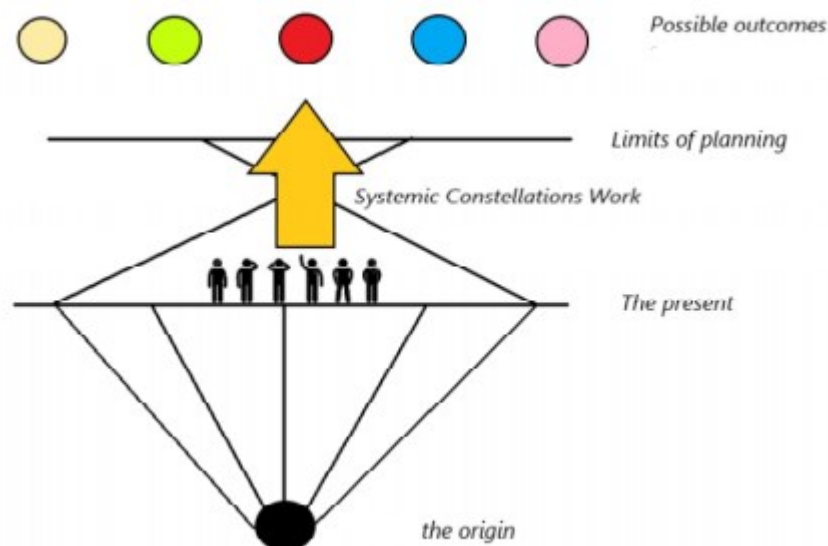 Possible outcomes
Limits of planning
Systemic Constellations Work
The present
the origin